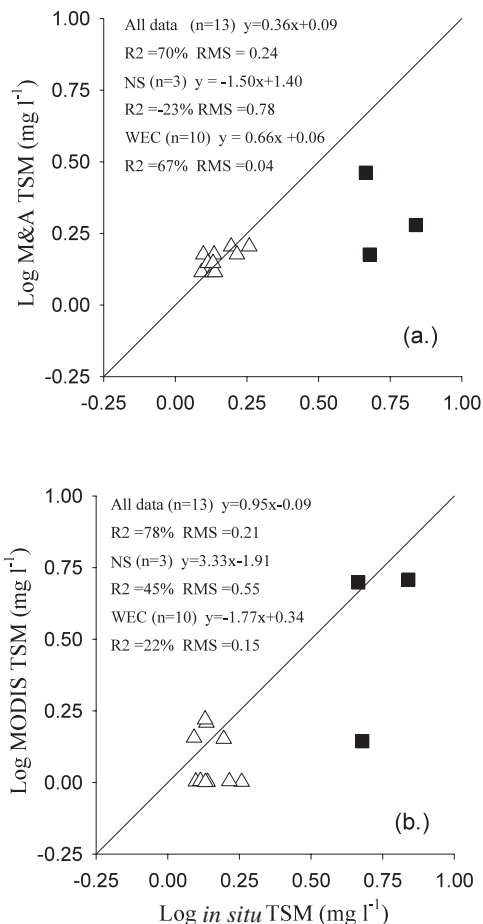 1.00
All data (n=13) y=0.36x+0.09
R2 =70% RMS = 0.24
0.75
NS (n=3) y = -1.50x+1.40
R2 =-23% RMS =0.78
WEC (n=10) y = 0.66x +0.06
0.50
R2 =67% RMS =0.04
0.25
0.00
(a.)
-0.25
-0.25 0.00 0.25 0.50 0.75 1.00
Log M&A TSM (mg l-1)
1.00
All data (n=13) y=0.95x-0.09
R2 =78% RMS =0.21
0.75
NS (n=3) y=3.33x-1.91
R2 =45% RMS =0.55
0.50
WEC (n=10) y=-1.77x+0.34
R2 =22% RMS =0.15
0.25
0.00
(b.)
-0.25
-0.25 0.00 0.25 0.50 0.75 1.00
Log MODIS TSM (mg l-1)
Log in situ TSM (mg l-1)